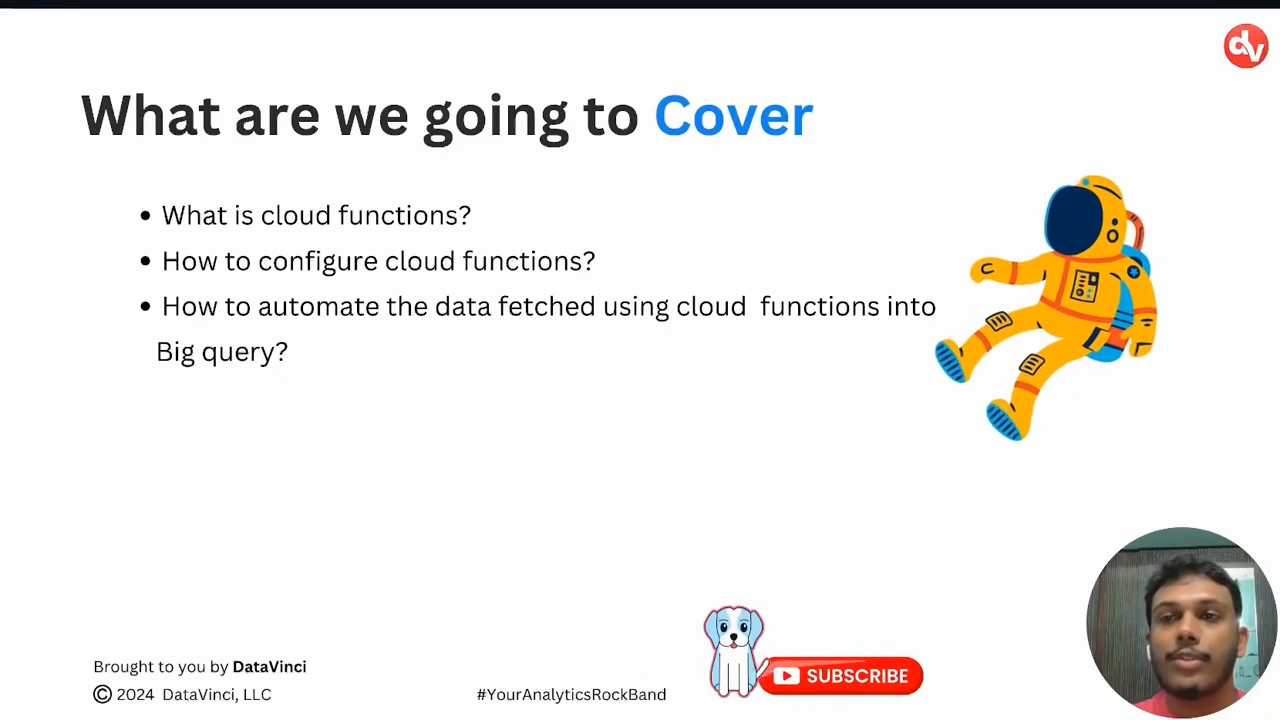 dv
What are we going to Cover
• What is cloud functions?
• How to configure cloud functions?
• How to automate the data fetched using cloud functions into
Big query?
SUBSCRIBE
Brought to you by DataVinci
© 2024 DataVinci, LLC
#YourAnalyticsRockBand